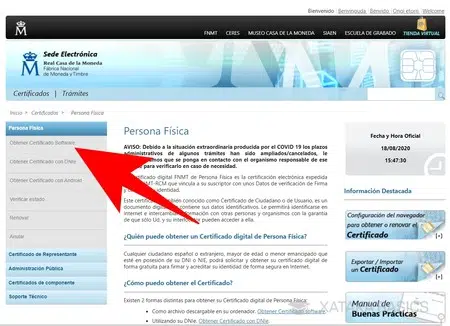 Bienvenido | Benvinguda | Benvido | Ongi etorri | Welcome
FNMT CERES MUSEO CASA DE LA MONEDA SIAEN ESCUELA DE GRABADO TIENDA VIRTUAL
Sede Electrónica
Real Casa de la Moneda
Fábrica Nacional
de Moneda y Timbre
Certificados | Trámites
Inicio > Certificados > Persona Física
Persona Física
Obtener Certificado Software
Obtener Certificado con DNIe
Obtener Certificado con Android
Verificar estado
Renovar
Anular
Certificado de Representante
Administración Pública
Certificados de componente
Soporte Técnico
Persona Física
AVISO: Debido a la situación extraordinaria producida por el COVID 19 los plazos
administrativos de algunos trámites han sido ampliados/cancelados, le
mos que se ponga en contacto con el organismo responsable de ese
para verificarlo en caso de necesidad.
digital FNMT de Persona Física es la certificación electrónica expedida
MT-RCM que vincula a su suscriptor con unos Datos de verificación de Firma y
identidad.
Este certificado, también conocido como Certificado de Ciudadano o de Usuario, es un
documento digital que contiene sus datos identificativos. Le permitirá identificarse en
Internet e intercambiar información con otras personas y organismos con la garantía
de que sólo Ud. y su interlocutor pueden acceder a ella.
¿Quién puede obtener un Certificado digital de Persona Física?
Cualquier ciudadano español o extranjero, mayor de edad o menor emancipado que
esté en posesión de su DNI o NIE, podrá solicitar y obtener su certificado digital de
forma gratuita para firmar y acreditar su identidad de forma segura en Internet.
¿Cómo puedo obtener el Certificado?
Existen 3 formas distintas para obtener su Certificado digital de Persona Física:
Como archivo descargable en su ordenador. Obtener Certificado software
Utilizando su DNIe. Obtener Certificado con DNIe.
Fecha y Hora Oficial
18/08/2020
15:47:30
Información Destacada
Configuración del navegador
para obtener o renovar el
Certificado
Exportar / Importar
un Certificado
Manual de
Buenas Prácticas